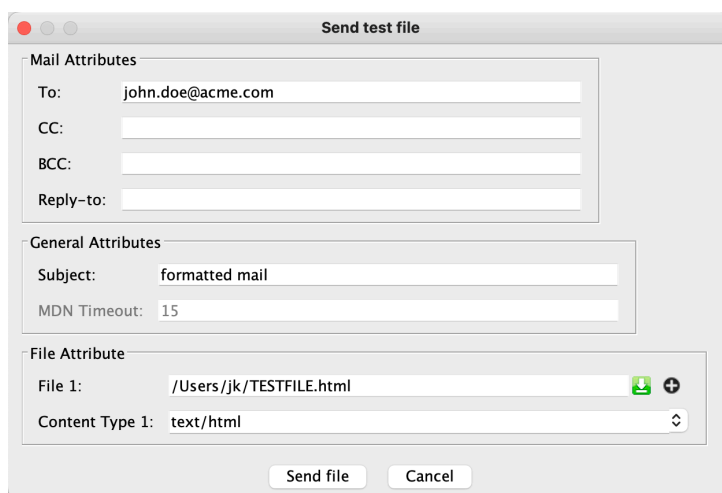 Send test file
Mail Attributes
To: john.doe@acme.com
CC:
BCC:
Reply-to:
General Attributes
Subject: formatted mail
MDN Timeout: 15
File Attribute
File 1: /Users/jk/TESTFILE.html
Content Type 1: text/html
Send file Cancel